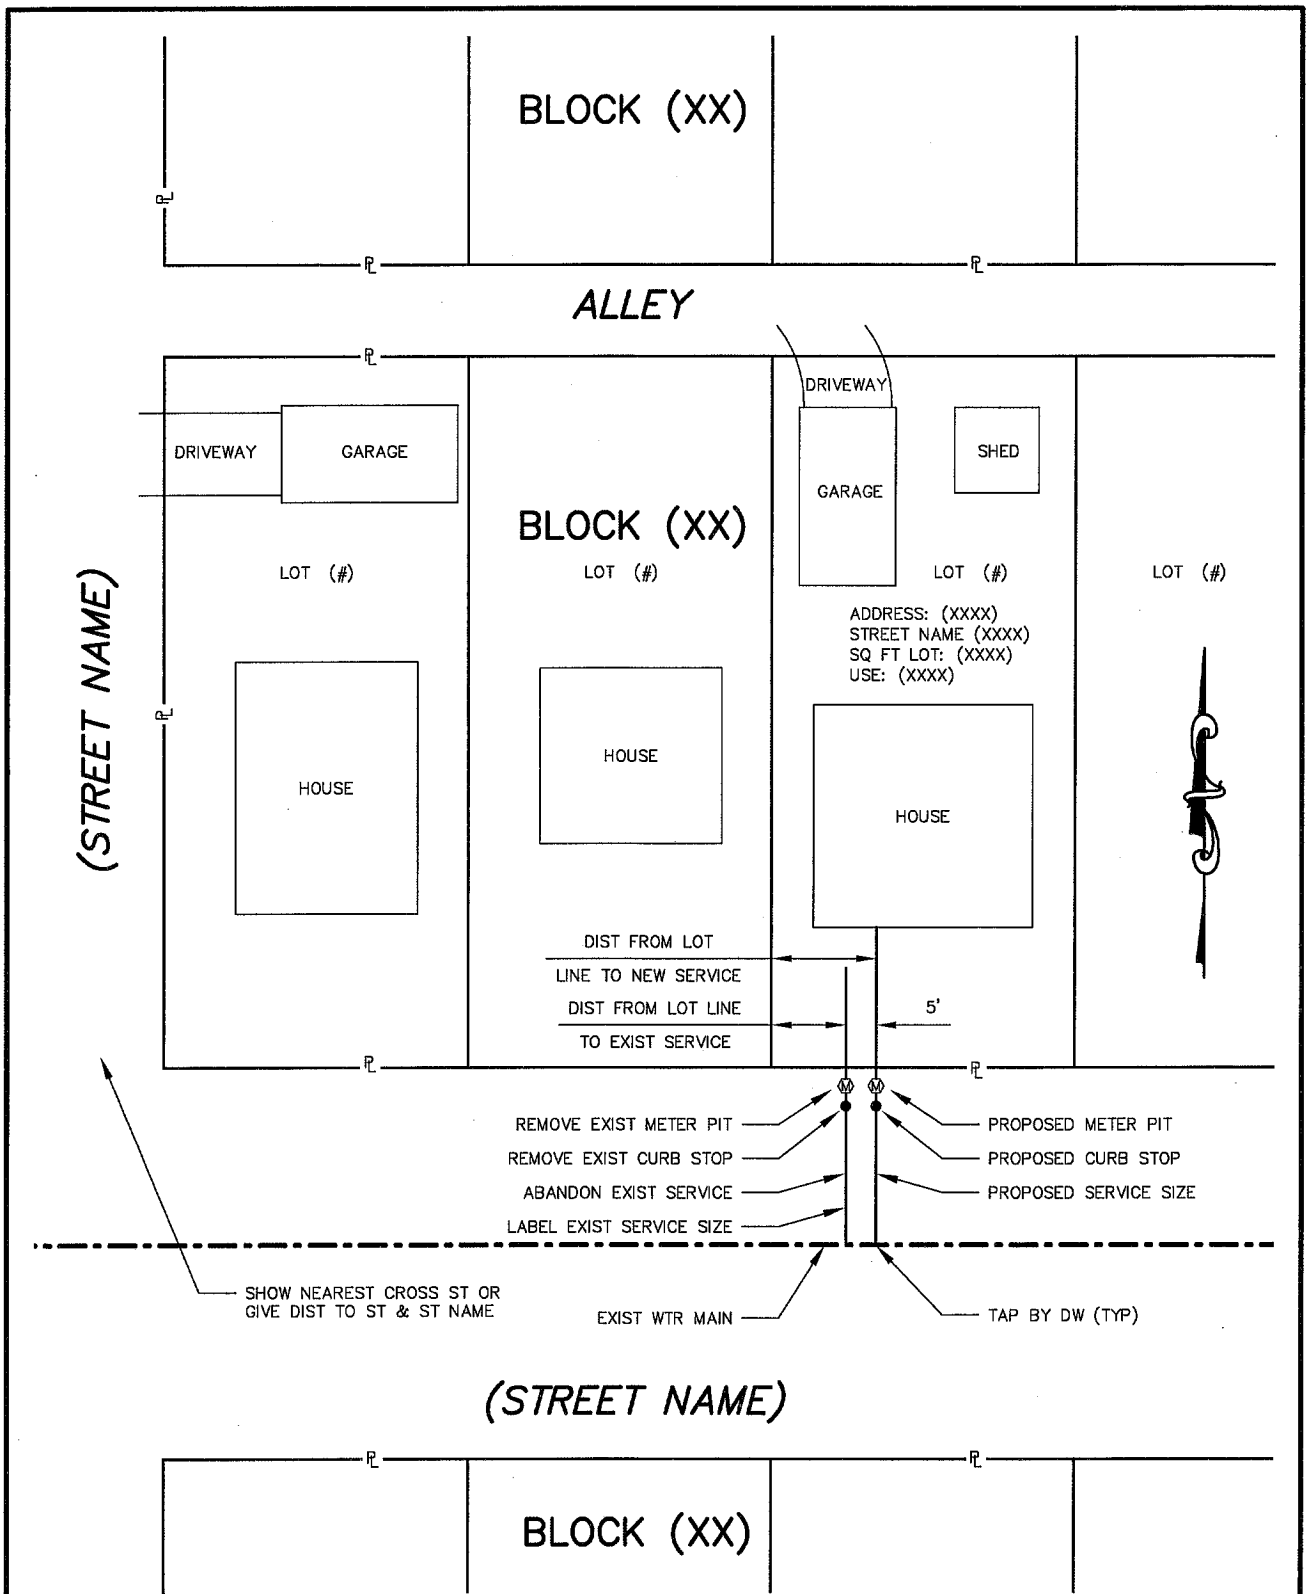 BLOCK (XX)
PL
PL
PL
ALLEY
PL
DRIVEWAY
DRIVEWAY
GARAGE
SHED
GARAGE
BLOCK (XX)
LOT (#)
LOT (#)
LOT (#)
LOT (#)
(STREET NAME)
ADDRESS: (XXXX)
STREET NAME (XXXX)
SQ FT LOT: (XXXX)
USE: (XXXX)
PL
HOUSE
HOUSE
HOUSE
DIST FROM LOT
LINE TO NEW SERVICE
DIST FROM LOT LINE
TO EXIST SERVICE
5'
PL
PL
M
M
REMOVE EXIST METER PIT
REMOVE EXIST CURB STOP
ABANDON EXIST SERVICE
LABEL EXIST SERVICE SIZE
PROPOSED METER PIT
PROPOSED CURB STOP
PROPOSED SERVICE SIZE
SHOW NEAREST CROSS ST OR
GIVE DIST TO ST & ST NAME
EXIST WTR MAIN
TAP BY DW (TYP)
(STREET NAME)
PL
PL
BLOCK (XX)